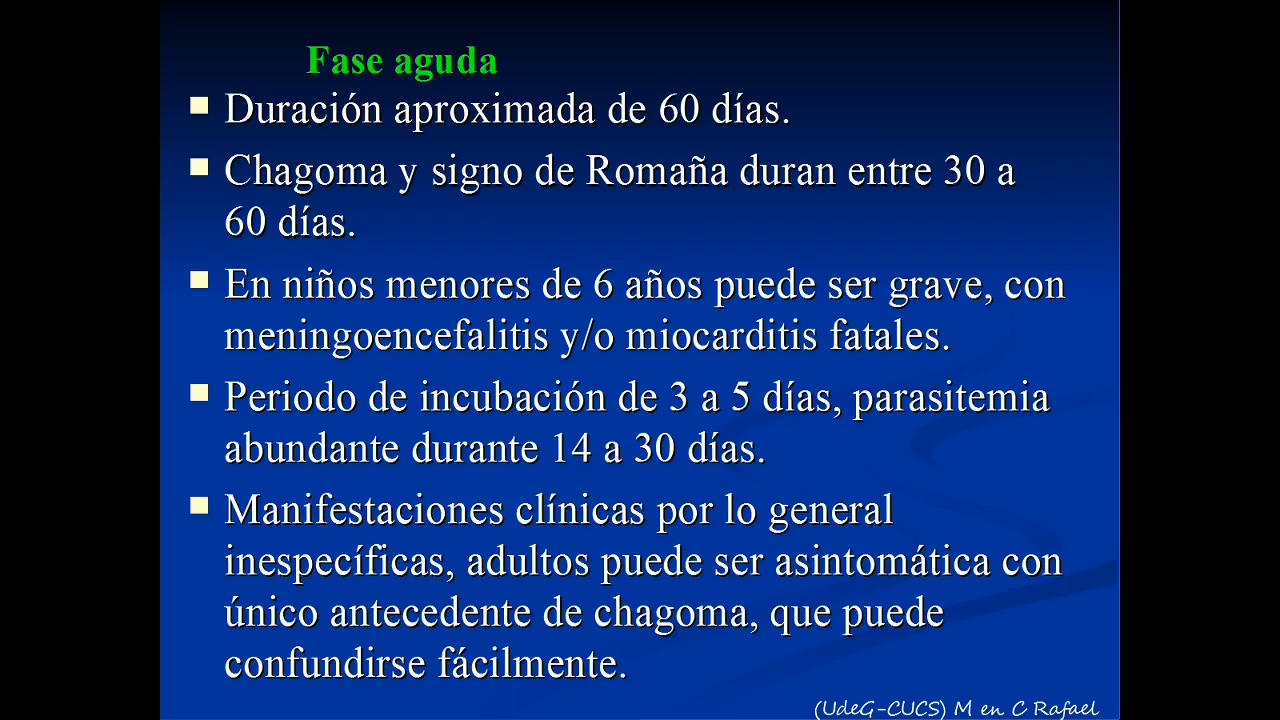 Fase aguda
Duración aproximada de 60 días.
Chagoma y signo de Romaña duran entre 30 a
60 días.
En niños menores de 6 años puede ser grave, con
meningoencefalitis y/o miocarditis fatales.
Periodo de incubación de 3 a 5 días, parasitemia
abundante durante 14 a 30 días.
Manifestaciones clínicas por lo general
inespecíficas, adultos puede ser asintomática con
único antecedente de chagoma, que puede
confundirse fácilmente.
(UdeG-CUCS) M en C Rafael